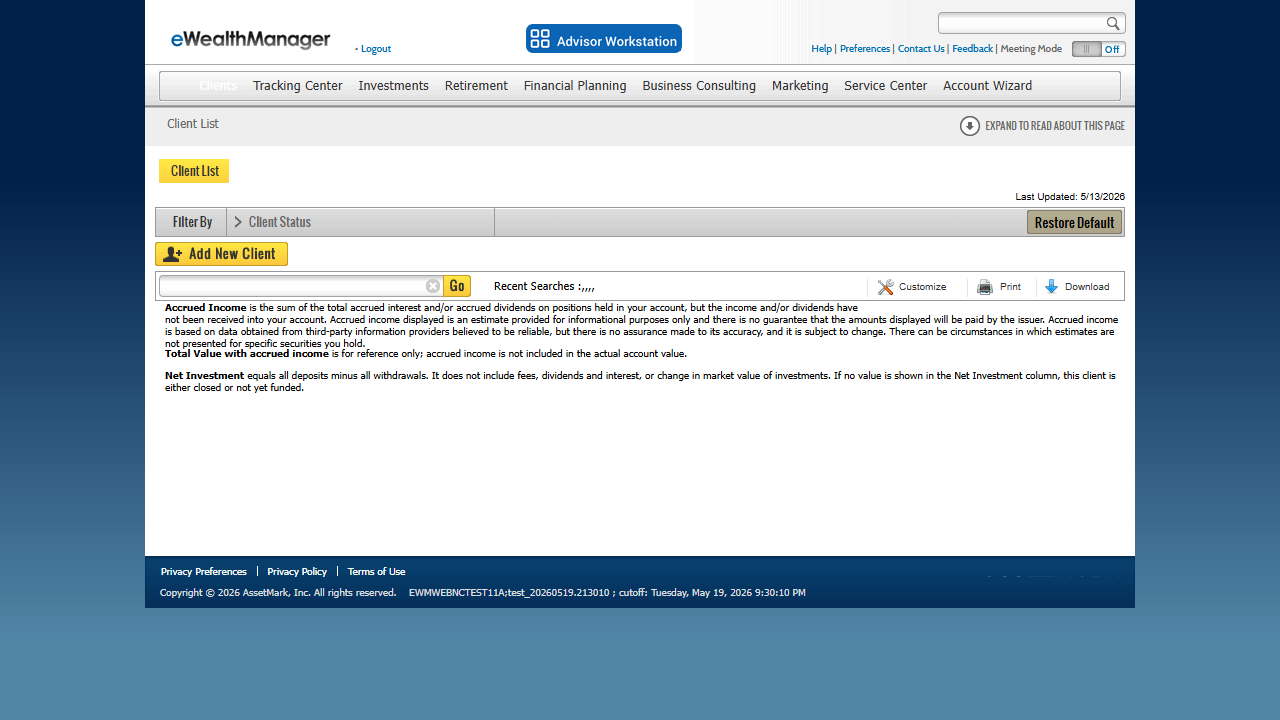 eWealthManager
• Logout
Advisor Workstation
Help | Preferences | Contact Us | Feedback | Meeting Mode Off
Clients Tracking Center Investments Retirement Financial Planning Business Consulting Marketing Service Center Account Wizard
Client List
EXPAND TO READ ABOUT THIS PAGE
Client List
Last Updated: 5/13/2026
Filter By > Client Status Restore Default
Add New Client
Go Recent Searches :,,,, Customize Print Download
Accrued Income is the sum of the total accrued interest and/or accrued dividends on positions held in your account, but the income and/or dividends have
not been received into your account. Accrued income displayed is an estimate provided for informational purposes only and there is no guarantee that the amounts displayed will be paid by the issuer. Accrued income
is based on data obtained from third-party information providers believed to be reliable, but there is no assurance made to its accuracy, and it is subject to change. There can be circumstances in which estimates are
not presented for specific securities you hold.
Total Value with accrued income is for reference only; accrued income is not included in the actual account value.
Net Investment equals all deposits minus all withdrawals. It does not include fees, dividends and interest, or change in market value of investments. If no value is shown in the Net Investment column, this client is
either closed or not yet funded.
Privacy Preferences | Privacy Policy | Terms of Use
Copyright © 2026 AssetMark, Inc. All rights reserved. EWMWEBNCTEST11A;test_20260519.213010 ; cutoff: Tuesday, May 19, 2026 9:30:10 PM